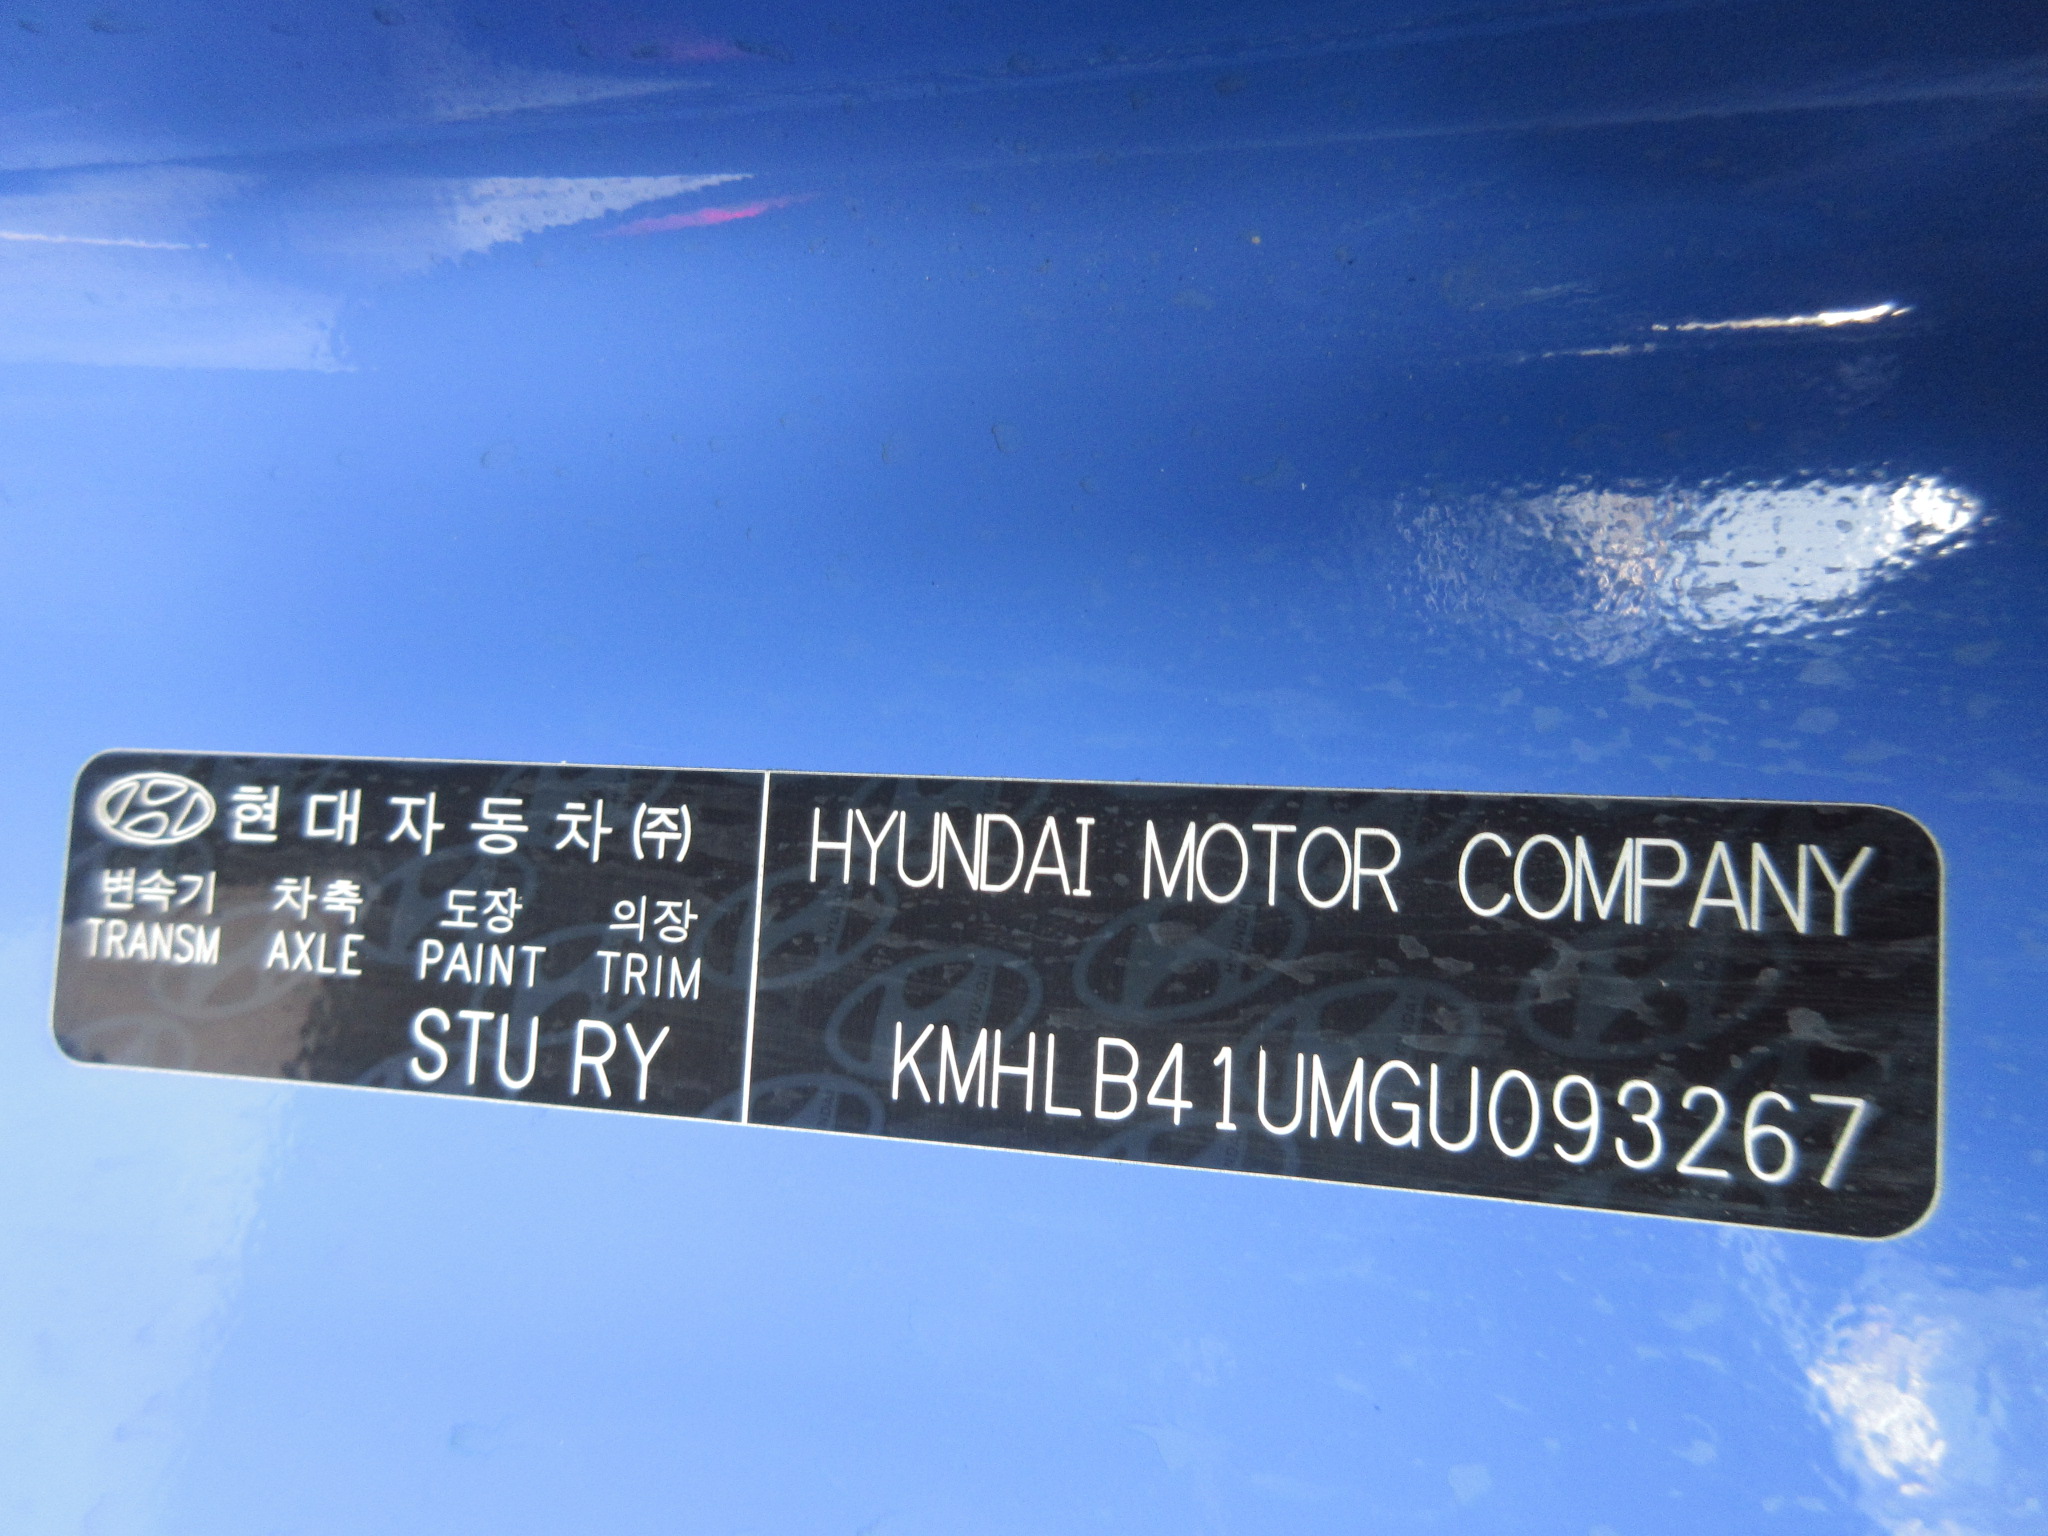 현대자동차(주)
변속기 차축 도장 의장
TRANSM AXLE PAINT TRIM
STU RY
HYUNDAI MOTOR COMPANY
KMHLB41UMGU093267